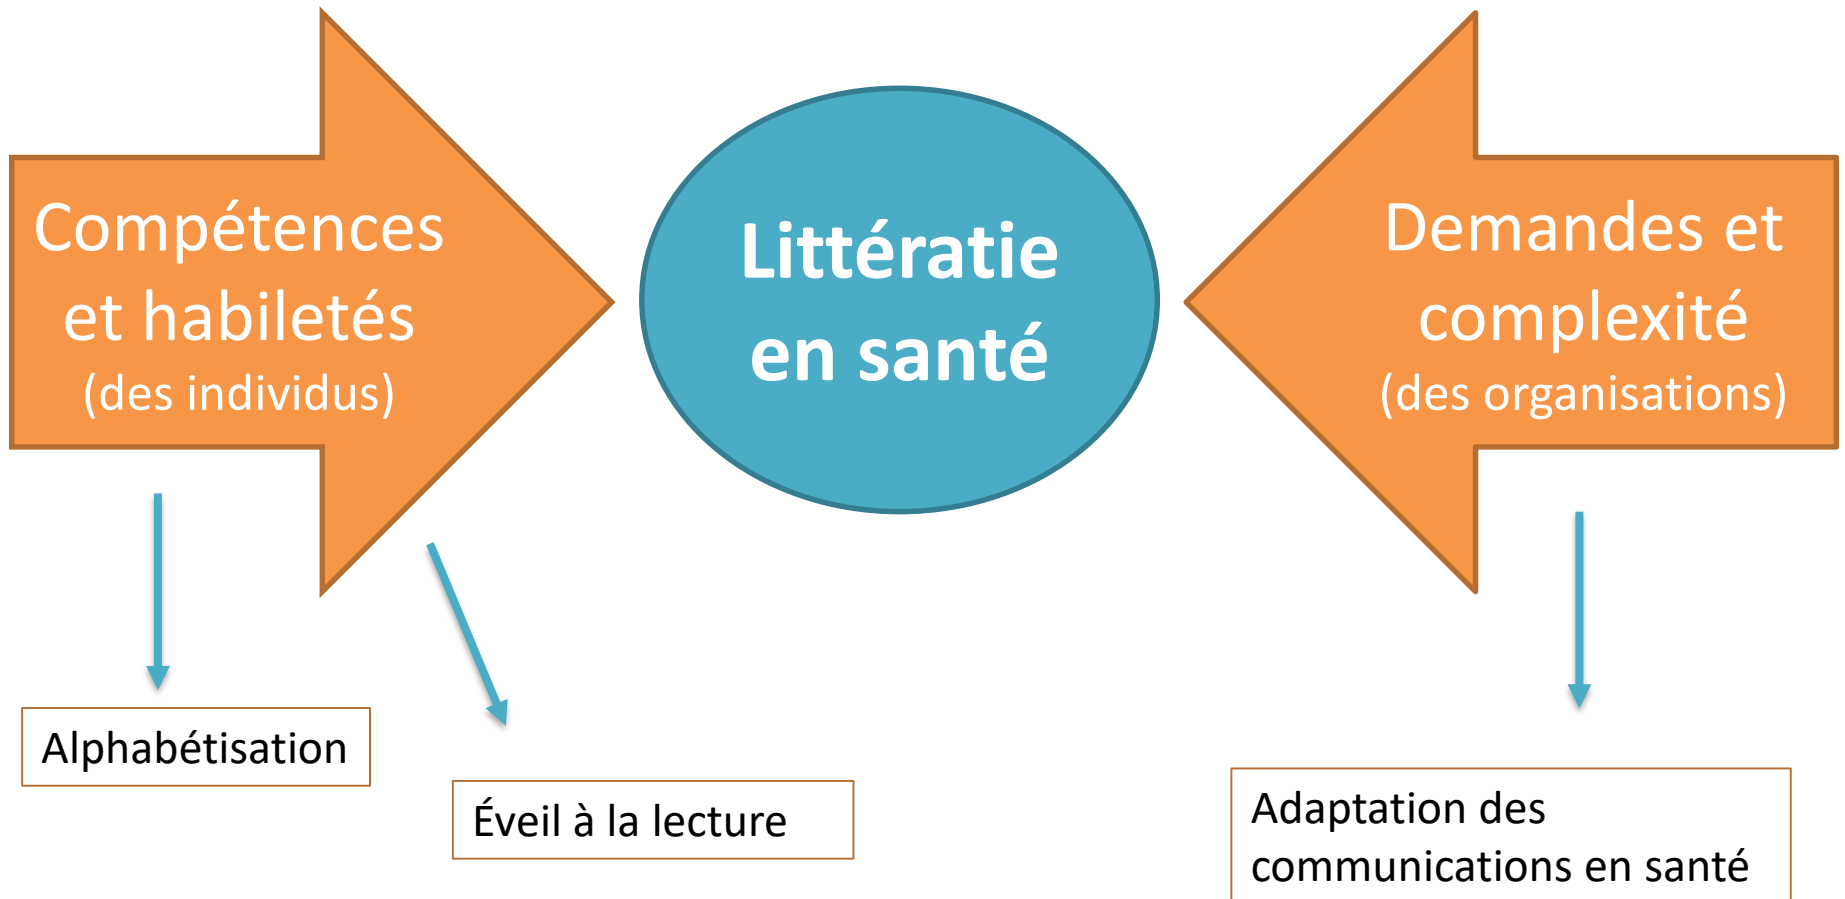 Compétences
et habiletés
(des individus)
Littératie
en santé
Demandes et
complexité
(des organisations)
Alphabétisation
Éveil à la lecture
Adaptation des
communications en santé